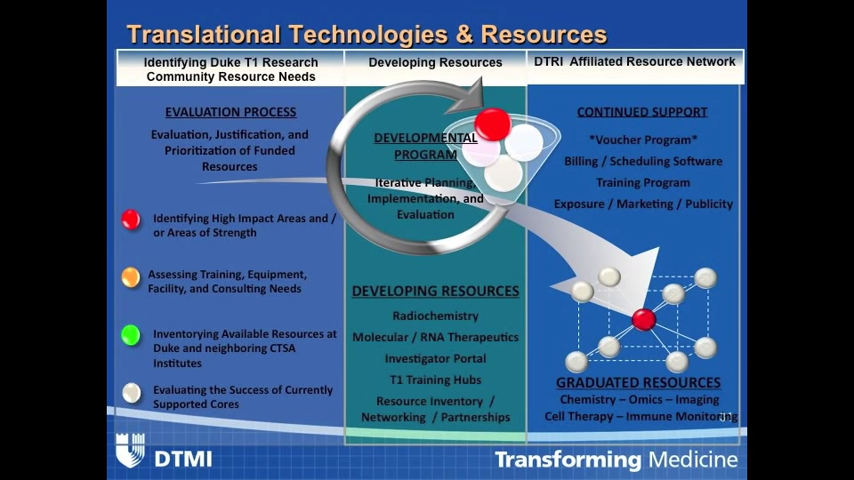 Translational Technologies & Resources
Identifying Duke T1 Research
Community Resource Needs
EVALUATION PROCESS
Evaluation, Justification, and
Prioritization of Funded
Resources
Identifying High Impact Areas and /
or Areas of Strength
Assessing Training, Equipment,
Facility, and Consulting Needs
Inventorying Available Resources at
Duke and neighboring CTSA
Institutes
Evaluating the Success of Currently
Supported Cores
Developing Resources
DEVELOPMENTAL
PROGRAM
Iterative Planning,
Implementation, and
Evaluation
DEVELOPING RESOURCES
Radiochemistry
Molecular / RNA Therapeutics
Investigator Portal
T1 Training Hubs
Resource Inventory /
Networking / Partnerships
DTRI Affiliated Resource Network
CONTINUED SUPPORT
*Voucher Program*
Billing / Scheduling Software
Training Program
Exposure / Marketing / Publicity
GRADUATED RESOURCES
Chemistry – Omics – Imaging
Cell Therapy – Immune Monitoring
DTMI
Transforming Medicine